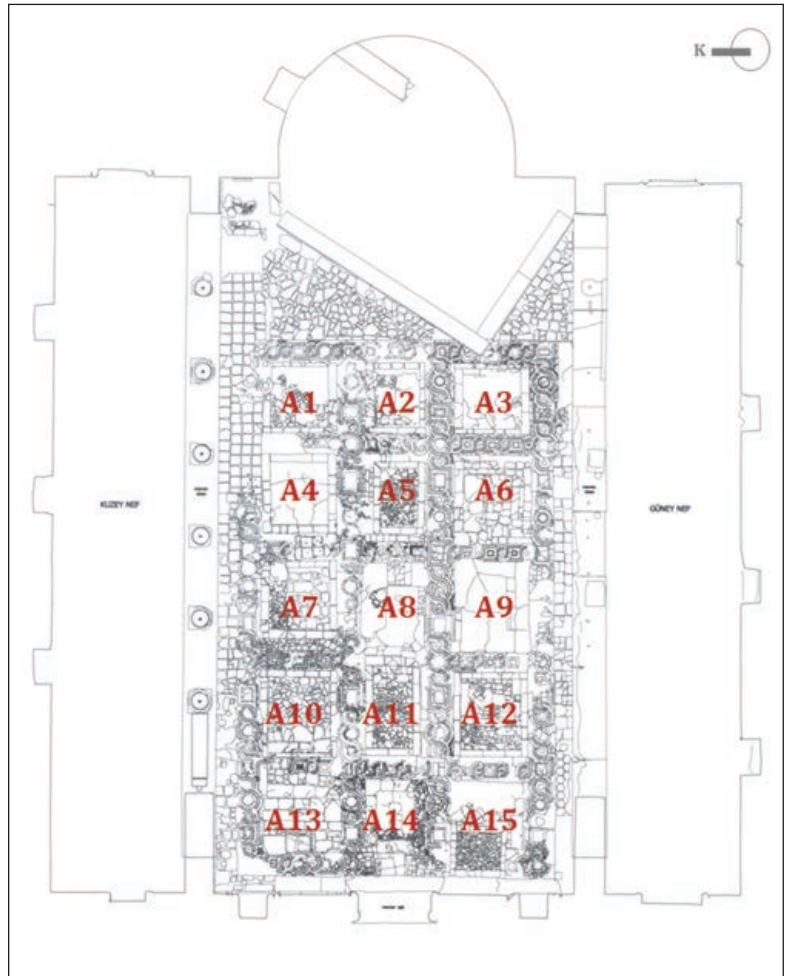 K
A1 A2 A3
A4 A5 A6
KUZEY NEF
GÜNEY NEF
A7 A8 A9
A10 A11 A12
A13 A14 A15